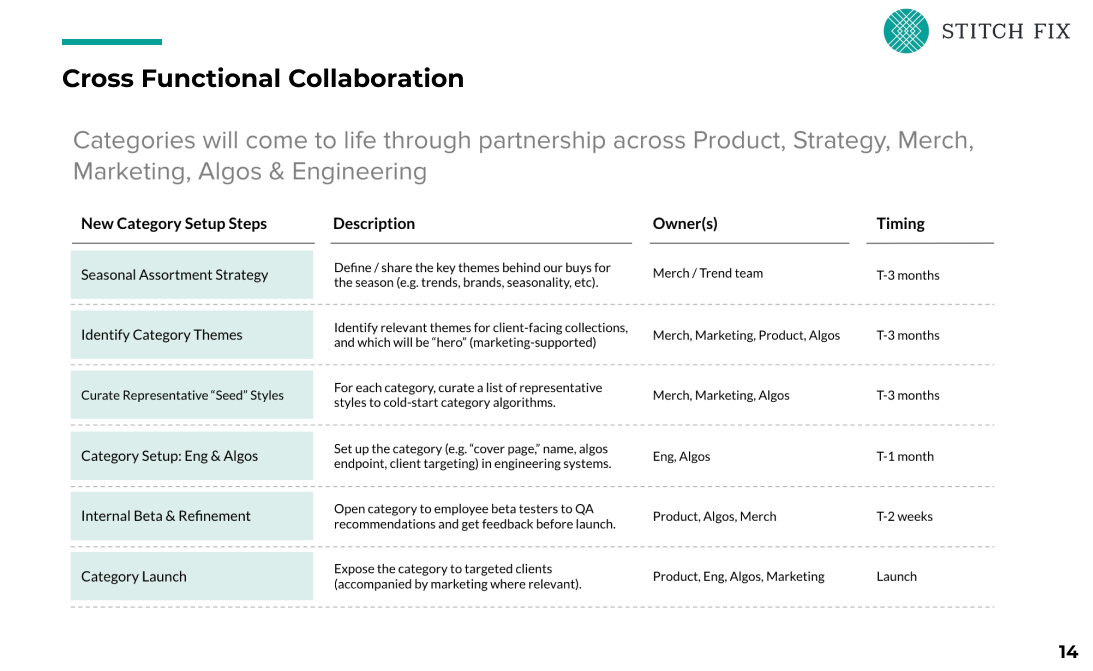 STITCH FIX
Cross Functional Collaboration
Categories will come to life through partnership across Product, Strategy, Merch,
Marketing, Algos & Engineering
New Category Setup Steps
Description
Owner(s)
Timing
Seasonal Assortment Strategy
Define / share the key themes behind our buys for
the season (e.g. trends, brands, seasonality, etc).
Merch / Trend team
T-3 months
Identify Category Themes
Identify relevant themes for client-facing collections,
and which will be “hero” (marketing-supported)
Merch, Marketing, Product, Algos
T-3 months
Curate Representative “Seed” Styles
For each category, curate a list of representative
styles to cold-start category algorithms.
Merch, Marketing, Algos
T-3 months
Category Setup: Eng & Algos
Set up the category (e.g. “cover page,” name, algos
endpoint, client targeting) in engineering systems.
Eng, Algos
T-1 month
Internal Beta & Refinement
Open category to employee beta testers to QA
recommendations and get feedback before launch.
Product, Algos, Merch
T-2 weeks
Category Launch
Expose the category to targeted clients
(accompanied by marketing where relevant).
Product, Eng, Algos, Marketing
Launch
14